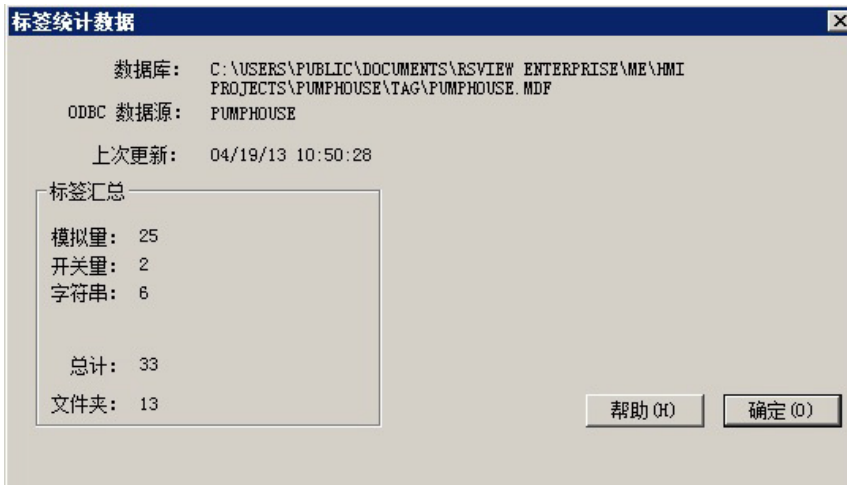 标签统计数据
数据库: C:\USERS\PUBLIC\DOCUMENTS\RSVIEW ENTERPRISE\ME\HMI
PROJECTS\PUMPHOUSE\TAG\PUMPHOUSE.MDF
ODBC 数据源: PUMPHOUSE
上次更新: 04/19/13 10:50:28
标签汇总
模拟量: 25
开关量: 2
字符串: 6
总计: 33
文件夹: 13
帮助(H) 确定(O)